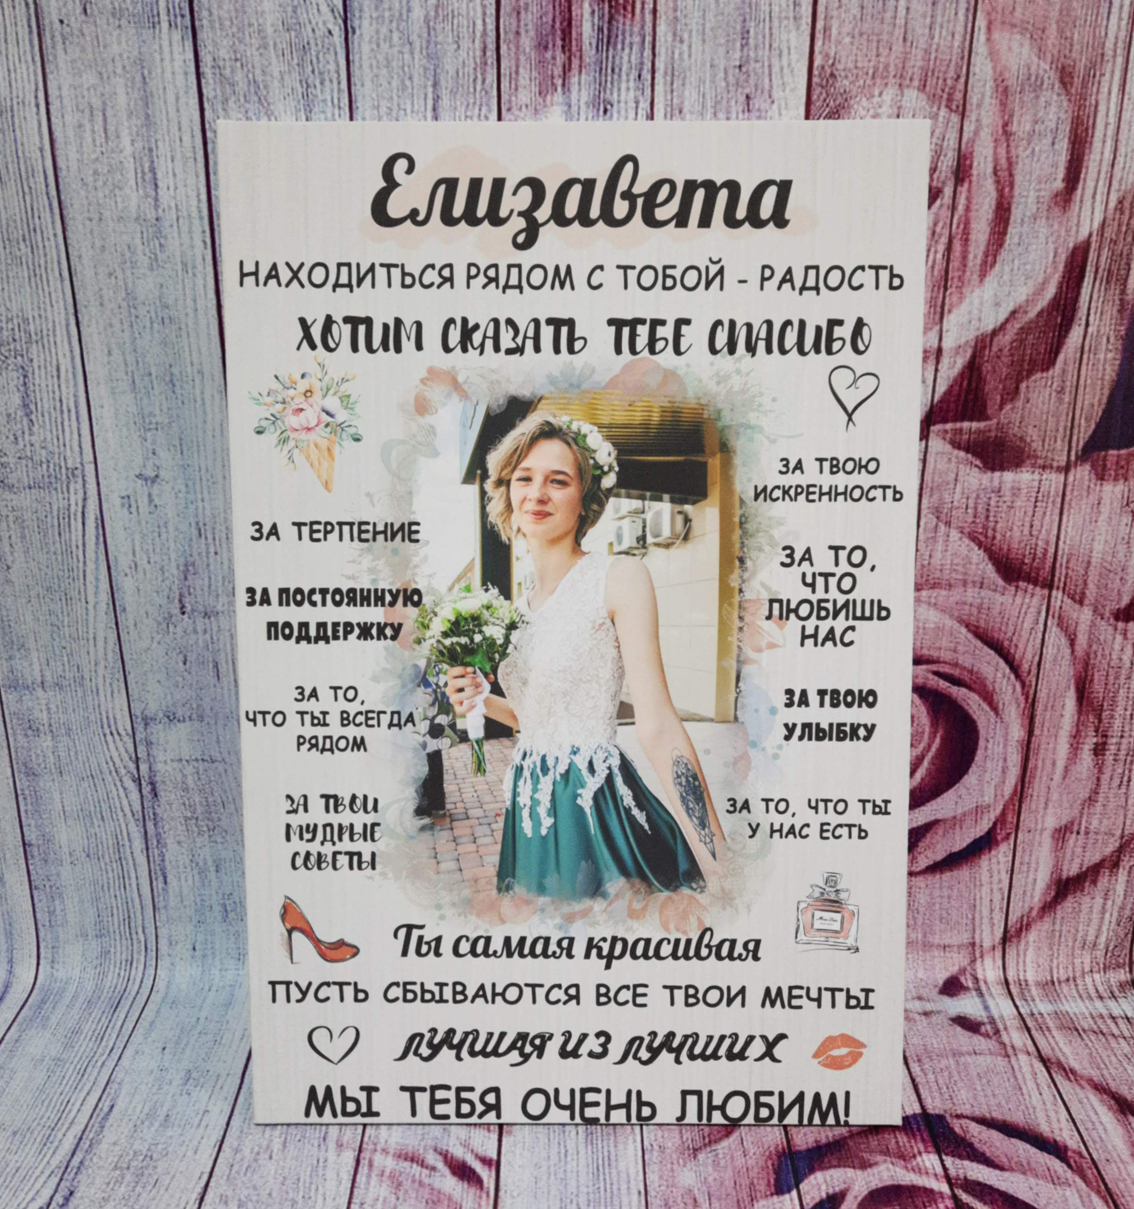 Елизавета
НАХОДИТЬСЯ РЯДОМ С ТОБОЙ - РАДОСТЬ
ХОТИМ СКАЗАТЬ ТЕБЕ СПАСИБО
ЗА ТЕРПЕНИЕ
ЗА ПОСТОЯННУЮ
ПОДДЕРЖКУ
ЗА ТО,
ЧТО ТЫ ВСЕГДА
РЯДОМ
ЗА ТВОИ
МУДРЫЕ
СОВЕТЫ
ЗА ТВОЮ
ИСКРЕННОСТЬ
ЗА ТО,
ЧТО
ЛЮБИШЬ
НАС
ЗА ТВОЮ
УЛЫБКУ
ЗА ТО, ЧТО ТЫ
У НАС ЕСТЬ
Ты самая красивая
ПУСТЬ СБЫВАЮТСЯ ВСЕ ТВОИ МЕЧТЫ
ЛУЧШАЯ ИЗ ЛУЧШИХ
МЫ ТЕБЯ ОЧЕНЬ ЛЮБИМ!